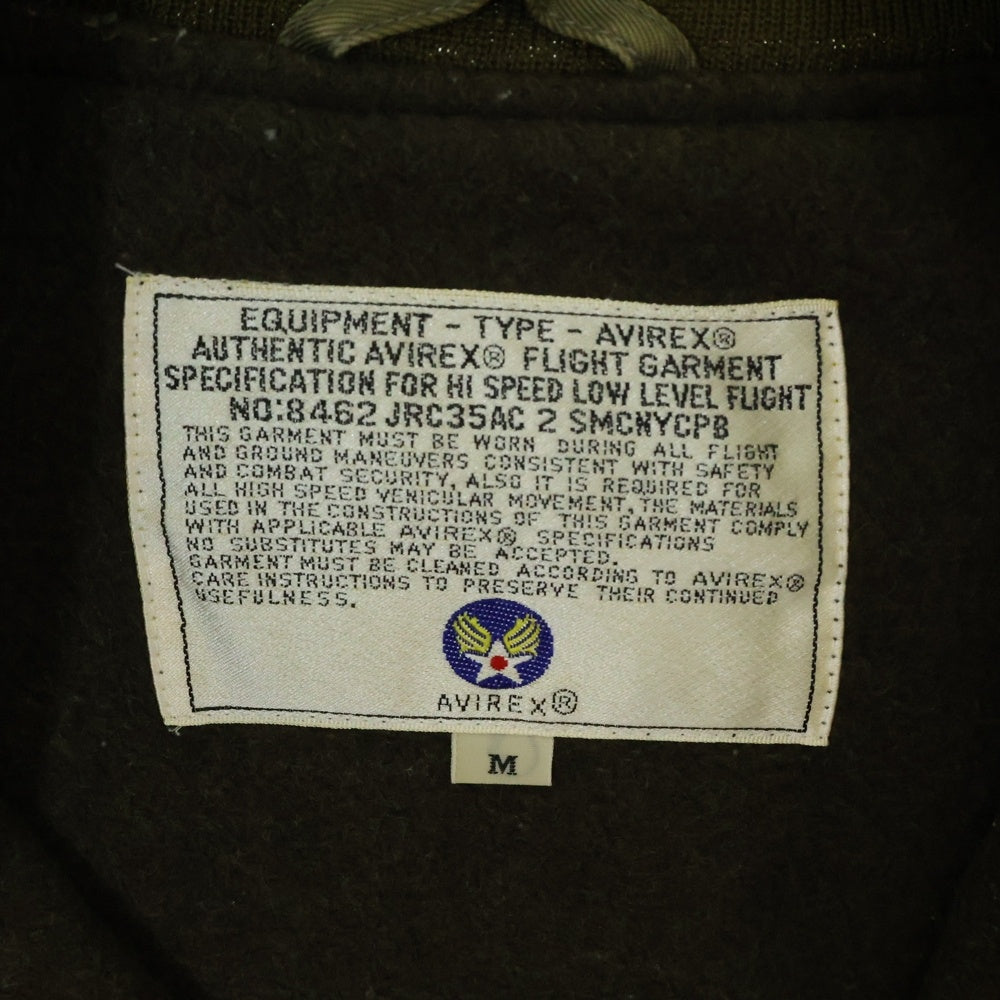 EQUIPMENT - TYPE - AVIREX®
AUTHENTIC AVIREX® FLIGHT GARMENT
SPECIFICATION FOR HI SPEED LOW LEVEL FLIGHT
NO:8462 JRC35AC 2 SMCNYCPB
THIS GARMENT MUST BE WORN DURING ALL FLIGHT
AND GROUND MANEUVERS CONSISTENT WITH SAFETY
AND COMBAT SECURITY, ALSO IT IS REQUIRED FOR
ALL HIGH SPEED VENICULAR MOVEMENT, THE MATERIALS
USED IN THE CONSTRUCTIONS OF THIS GARMENT COMPLY
WITH APPLICABLE AVIREX® SPECIFICATIONS
NO SUBSTITUTES MAY BE ACCEPTED.
GARMENT MUST BE CLEANED ACCORDING TO AVIREX®
CARE INSTRUCTIONS TO PRESERVE THEIR CONTINUED
USEFULNESS.
AVIREX®
M